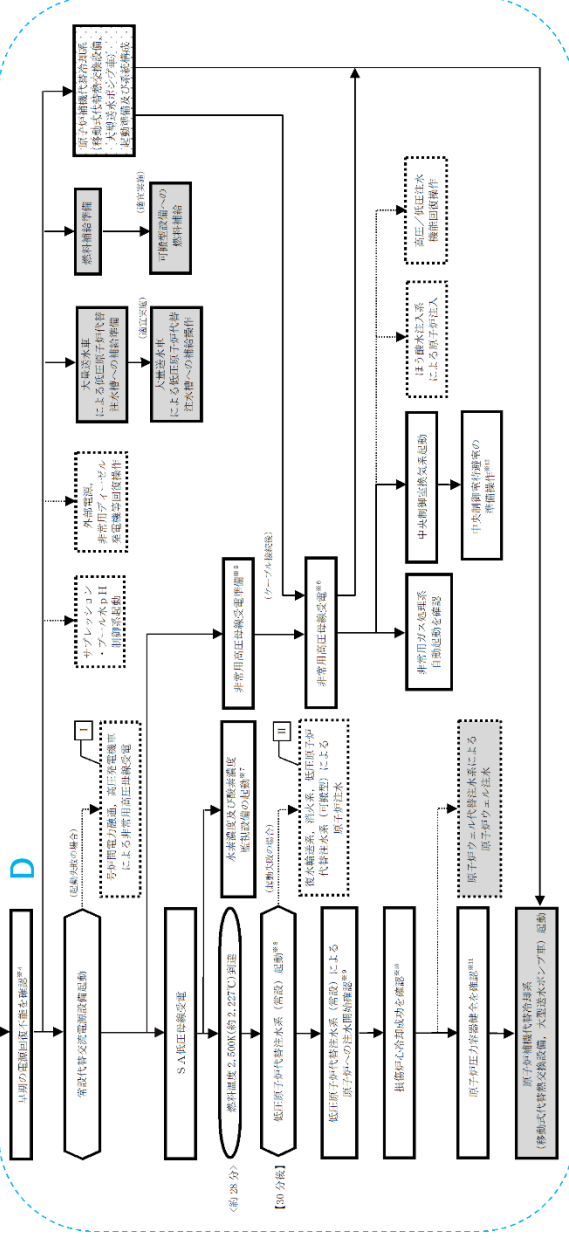 D
早期の電源回復不能を確認※4
常設代替交流電源設備起動
(起動失敗の場合)
Ⅰ
号炉間電力融通，高圧発電機車
による非常用高圧母線受電
サプレッション
・プール水pH
制御系起動
外部電源，
非常用ディーゼル
発電機等回復操作
大量送水車
による低圧原子炉代替
注水槽への補給準備
(適宜実施)
大量送水車
による低圧原子炉代替
注水槽への補給操作
燃料補給準備
(適宜実施)
可搬型設備への
燃料補給
原子炉補機代替冷却系
(移動式代替熱交換設備，
大型送水ポンプ車)
起動準備及び系統構成
SA低圧母線受電
非常用高圧母線受電準備※5
(ケーブル接続後)
非常用高圧母線受電※6
<約28分>
燃料温度2,500K(約2,227℃)到達
水素濃度及び酸素濃度
監視設備の起動※7
【30分後】
低圧原子炉代替注水系（常設）起動※8
(起動失敗の場合)
Ⅱ
復水輸送系，消火系，低圧原子炉
代替注水系（可搬型）による
原子炉注水
非常用ガス処理系
自動起動を確認
中央制御室換気系起動
中央制御室待避室の
準備操作※12
ほう酸水注入系
による原子炉注入
高圧／低圧注水
機能回復操作
低圧原子炉代替注水系（常設）による
原子炉への注水開始確認※9
損傷炉心冷却成功を確認※10
原子炉圧力容器健全を確認※11
原子炉ウェル代替注水系による
原子炉ウェル注水
原子炉補機代替冷却系
(移動式代替熱交換設備，大型送水ポンプ車）起動